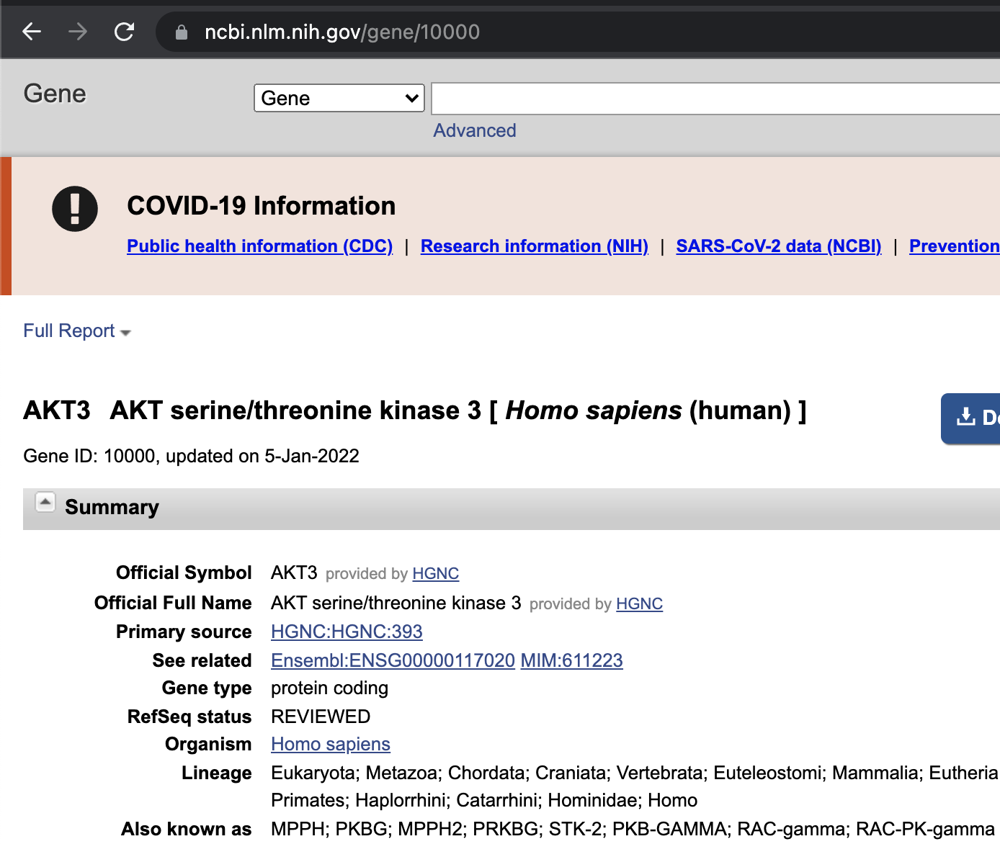 ncbi.nlm.nih.gov/gene/10000
Gene
Gene
Advanced
COVID-19 Information
Public health information (CDC) | Research information (NIH) | SARS-CoV-2 data (NCBI) | Prevention
Full Report
AKT3 AKT serine/threonine kinase 3 [ Homo sapiens (human) ]
Gene ID: 10000, updated on 5-Jan-2022
Summary
Official Symbol AKT3 provided by HGNC
Official Full Name AKT serine/threonine kinase 3 provided by HGNC
Primary source HGNC:HGNC:393
See related Ensembl:ENSG00000117020 MIM:611223
Gene type protein coding
RefSeq status REVIEWED
Organism Homo sapiens
Lineage Eukaryota; Metazoa; Chordata; Craniata; Vertebrata; Euteleostomi; Mammalia; Eutheria
Primates; Haplorrhini; Catarrhini; Hominidae; Homo
Also known as MPPH; PKBG; MPPH2; PRKBG; STK-2; PKB-GAMMA; RAC-gamma; RAC-PK-gamma